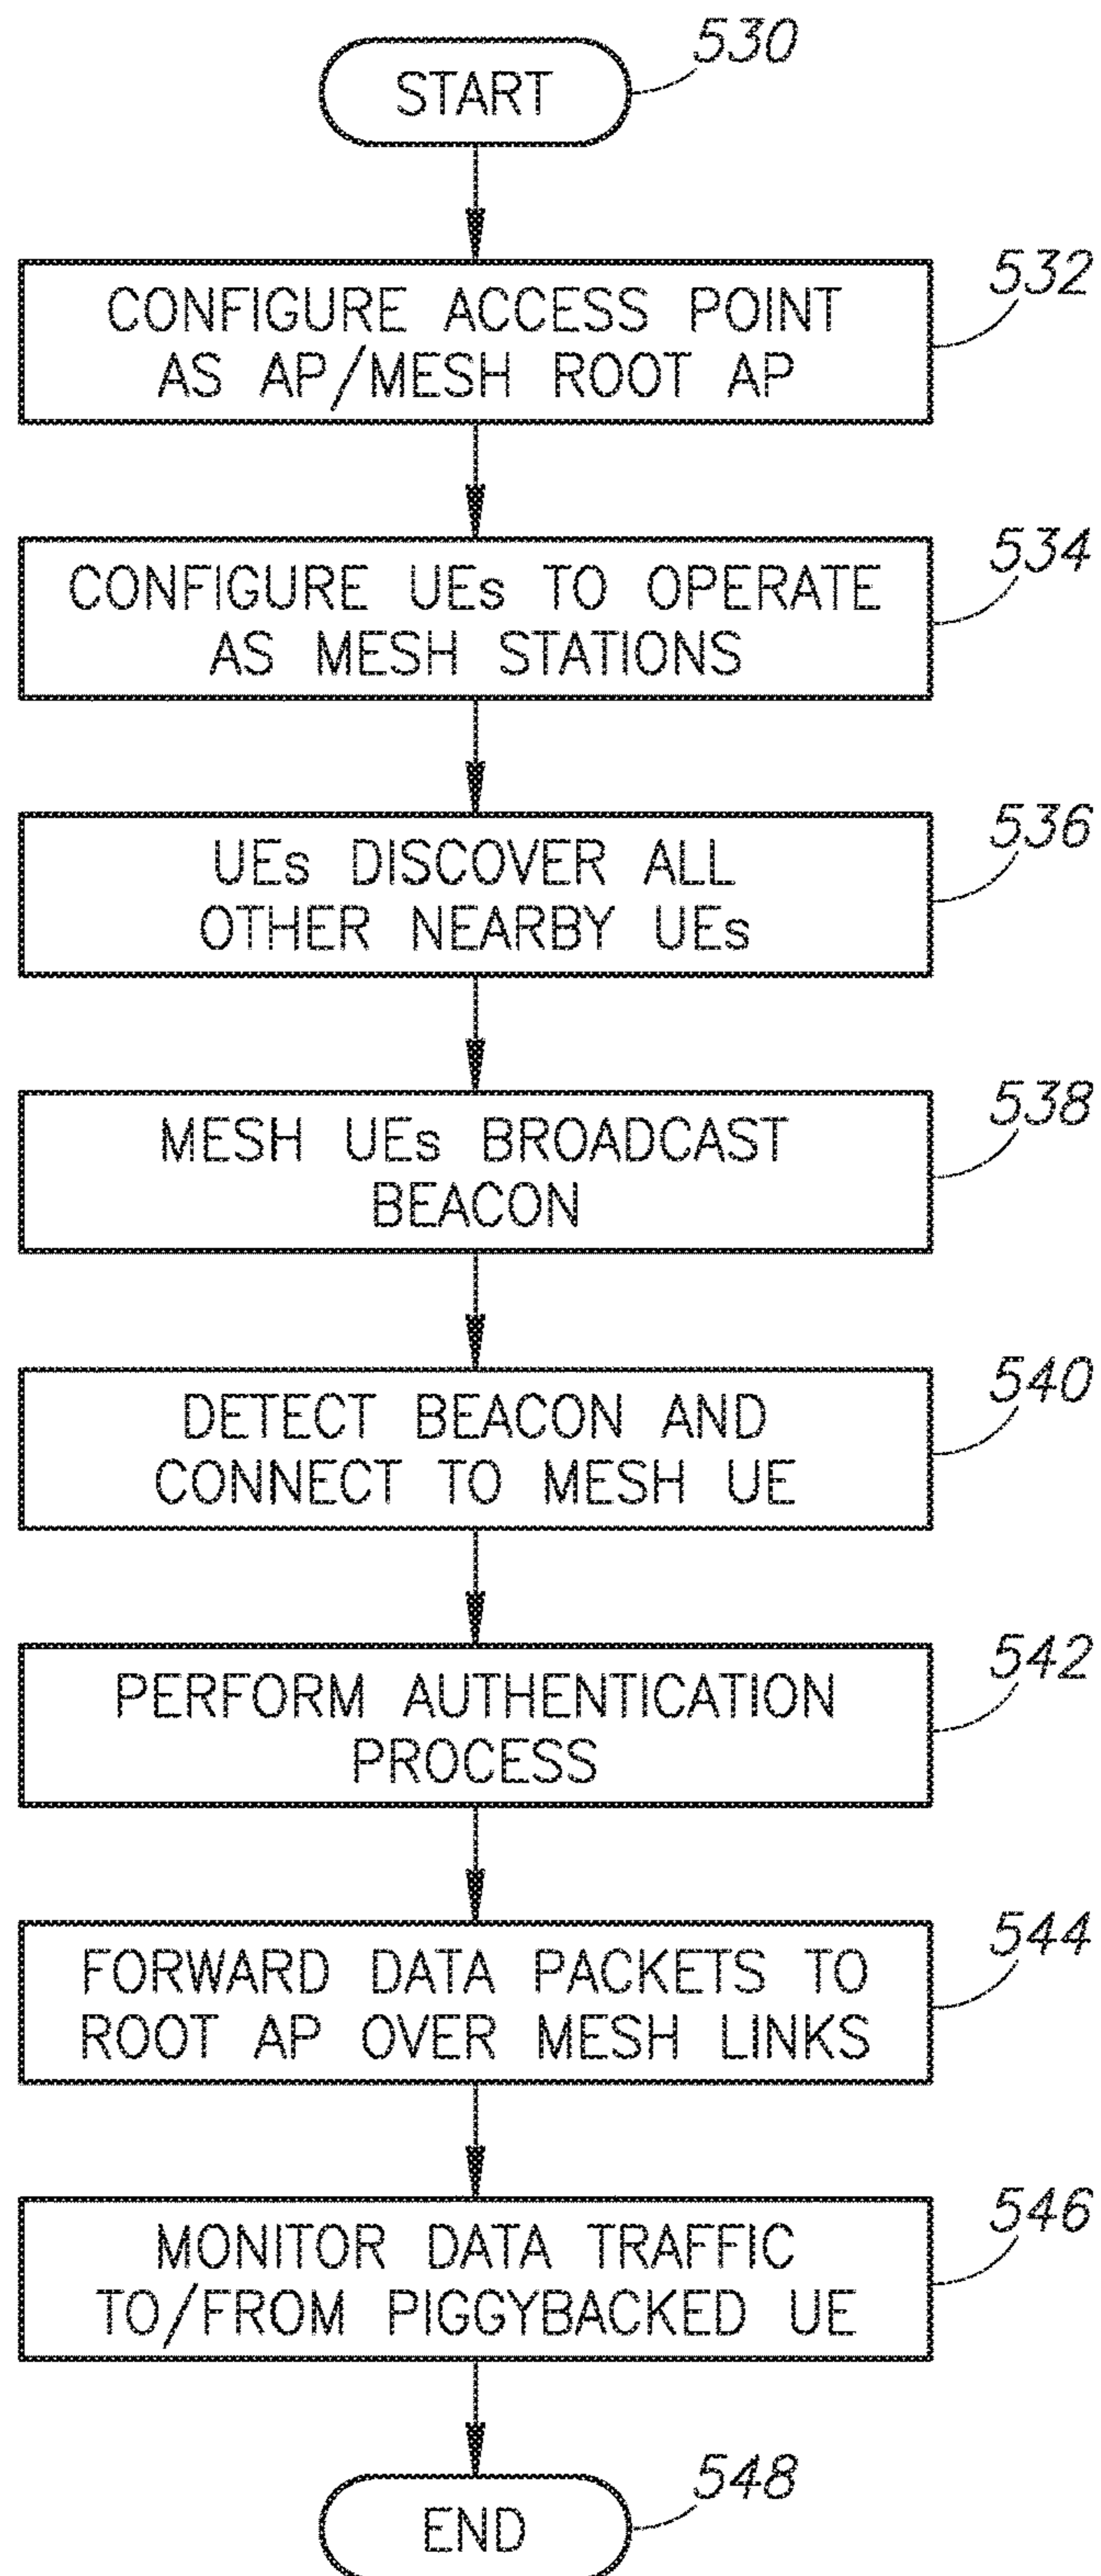 START
530
CONFIGURE ACCESS POINT
AS AP/MESH ROOT AP
532
CONFIGURE UEs TO OPERATE
AS MESH STATIONS
534
UEs DISCOVER ALL
OTHER NEARBY UEs
536
MESH UEs BROADCAST
BEACON
538
DETECT BEACON AND
CONNECT TO MESH UE
540
PERFORM AUTHENTICATION
PROCESS
542
FORWARD DATA PACKETS TO
ROOT AP OVER MESH LINKS
544
MONITOR DATA TRAFFIC
TO/FROM PIGGYBACKED UE
546
END
548